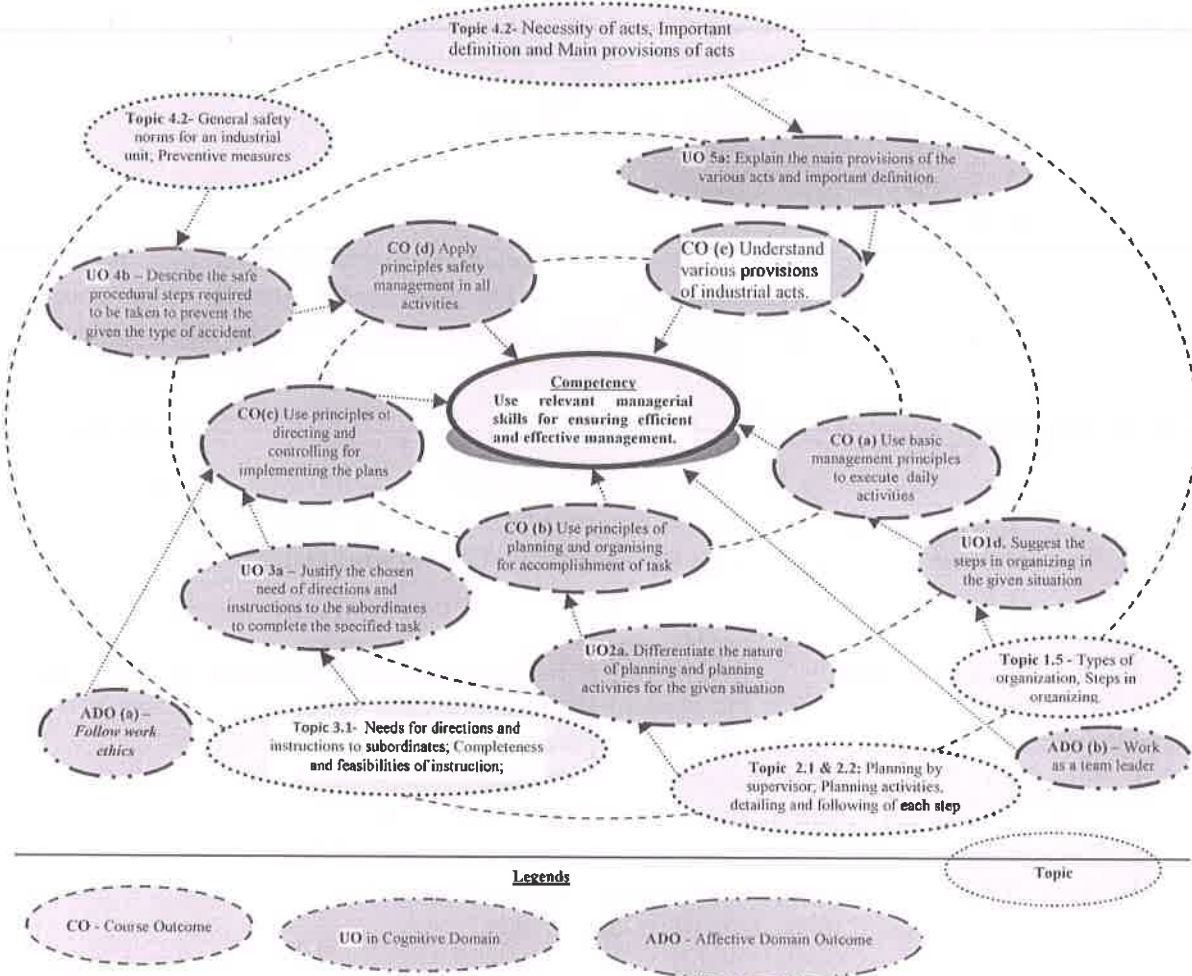 Topic 4.2- Necessity of acts, Important
definition and Main provisions of acts
Topic 4.2- General safety
norms for an industrial
unit; Preventive measures
UO 5a: Explain the main provisions of the
various acts and important definition.
CO (d) Apply
principles safety
management in all
activities
CO (e) Understand
various provisions
of industrial acts.
UO 4b – Describe the safe
procedural steps required
to be taken to prevent the
given the type of accident.
Competency
Use relevant managerial
skills for ensuring efficient
and effective management.
CO(c) Use principles of
directing and
controlling for
implementing the plans
CO (a) Use basic
management principles
to execute daily
activities
CO (b) Use principles of
planning and organising
for accomplishment of task
UO1d. Suggest the
steps in organizing in
the given situation
UO 3a – Justify the chosen
need of directions and
instructions to the subordinates
to complete the specified task
UO2a. Differentiate the nature
of planning and planning
activities for the given situation
Topic 1.5 - Types of
organization, Steps in
organizing.
ADO (a) –
Follow work
ethics
Topic 3.1- Needs for directions and
instructions to subordinates; Completeness
and feasibilities of instruction;
Topic 2.1 & 2.2: Planning by
supervisor; Planning activities,
detailing and following of each step
ADO (b) – Work
as a team leader
Legends
Topic
CO - Course Outcome
UO in Cognitive Domain
ADO - Affective Domain Outcome